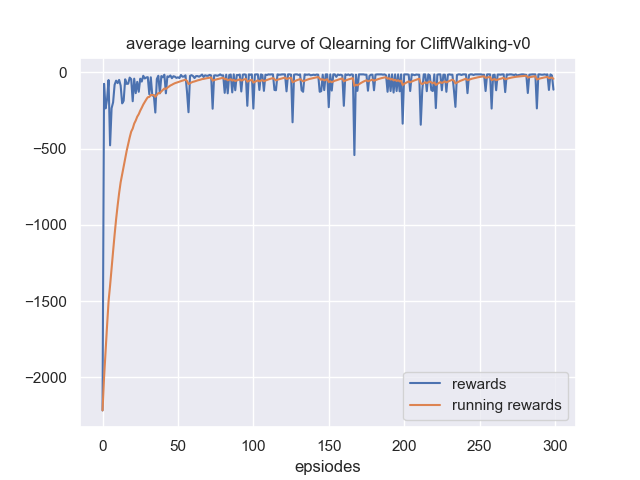 average learning curve of Qlearning for CliffWalking-v0
0
−500
−1000
−1500
−2000
rewards
running rewards
0 50 100 150 200 250 300
epsiodes